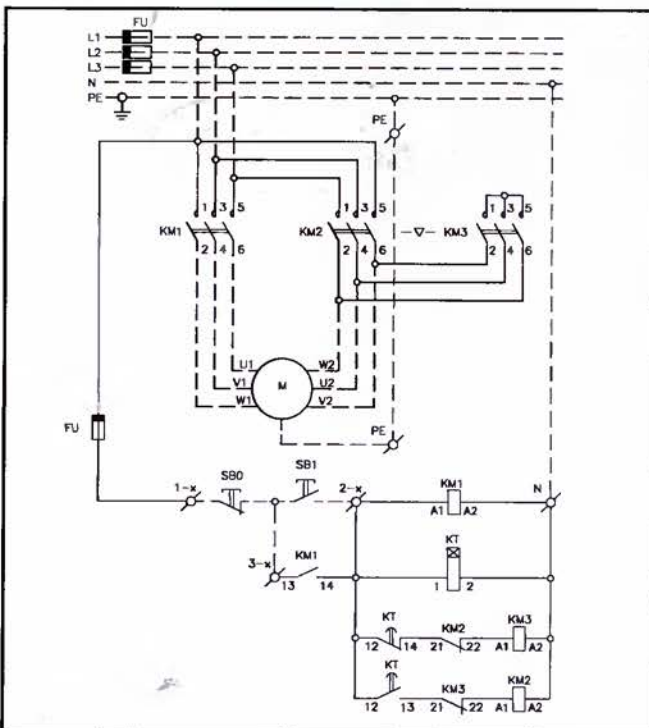 FU
L1
L2
L3
N
PE
PE
1 3 5
KM1
2 4 6
1 3 5
KM2
2 4 6
1 3 5
KM3
2 4 6
U1 W2
V1 M U2
W1 V2
PE
FU
1-x
SB0
SB1
2-x
KM1
A1 A2
N
3-x
KM1
13 14
KT
1 2
KT
12 14
KM2
21 22
KM3
A1 A2
KT
12 13
KM3
21 22
KM2
A1 A2